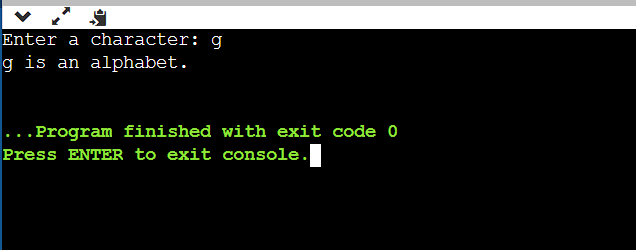 Enter a character: g
g is an alphabet.
...Program finished with exit code 0
Press ENTER to exit console.